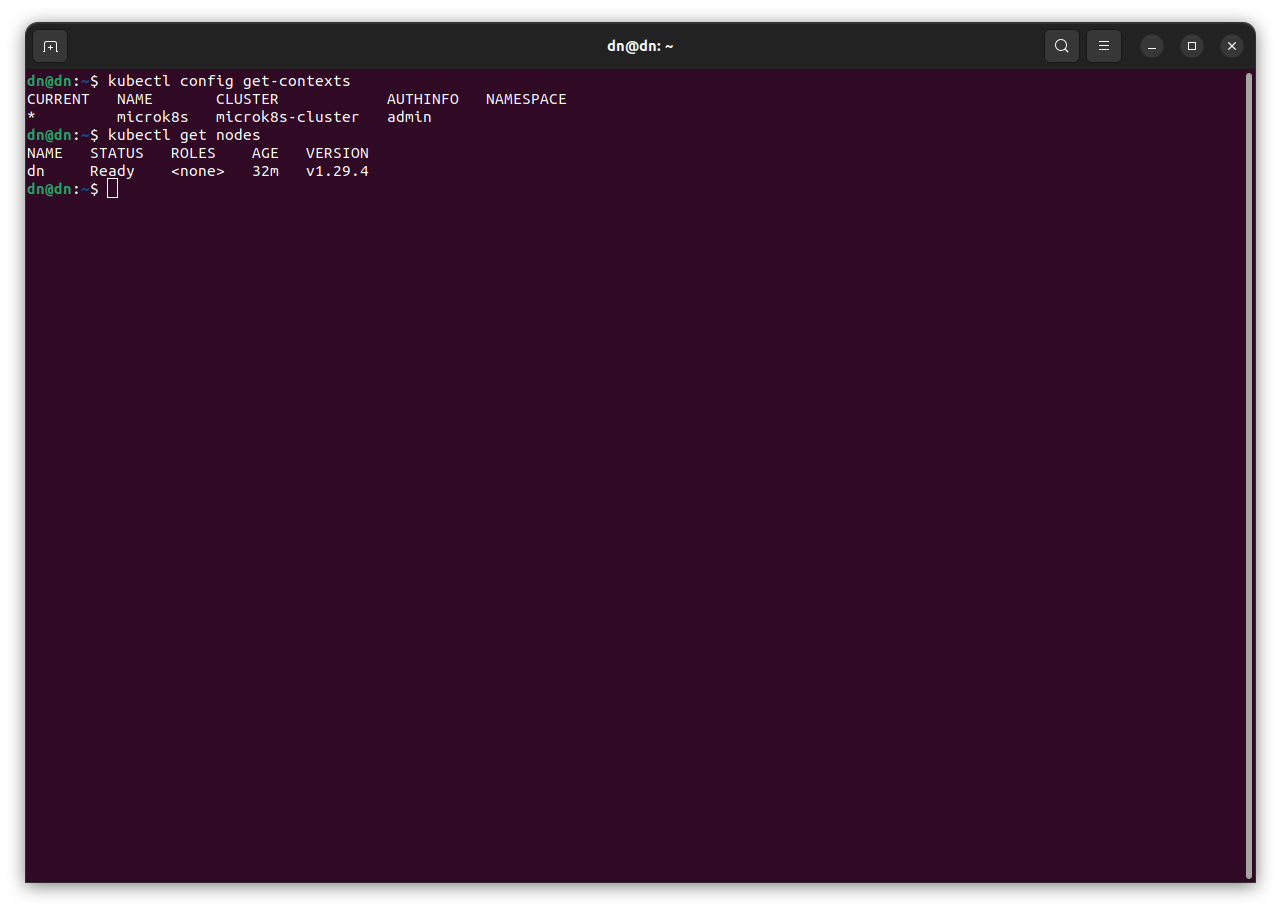 dn@dn: ~
dn@dn:~$ kubectl config get-contexts
CURRENT   NAME       CLUSTER            AUTHINFO   NAMESPACE
*         microk8s   microk8s-cluster   admin
dn@dn:~$ kubectl get nodes
NAME   STATUS   ROLES    AGE   VERSION
dn     Ready    <none>   32m   v1.29.4
dn@dn:~$